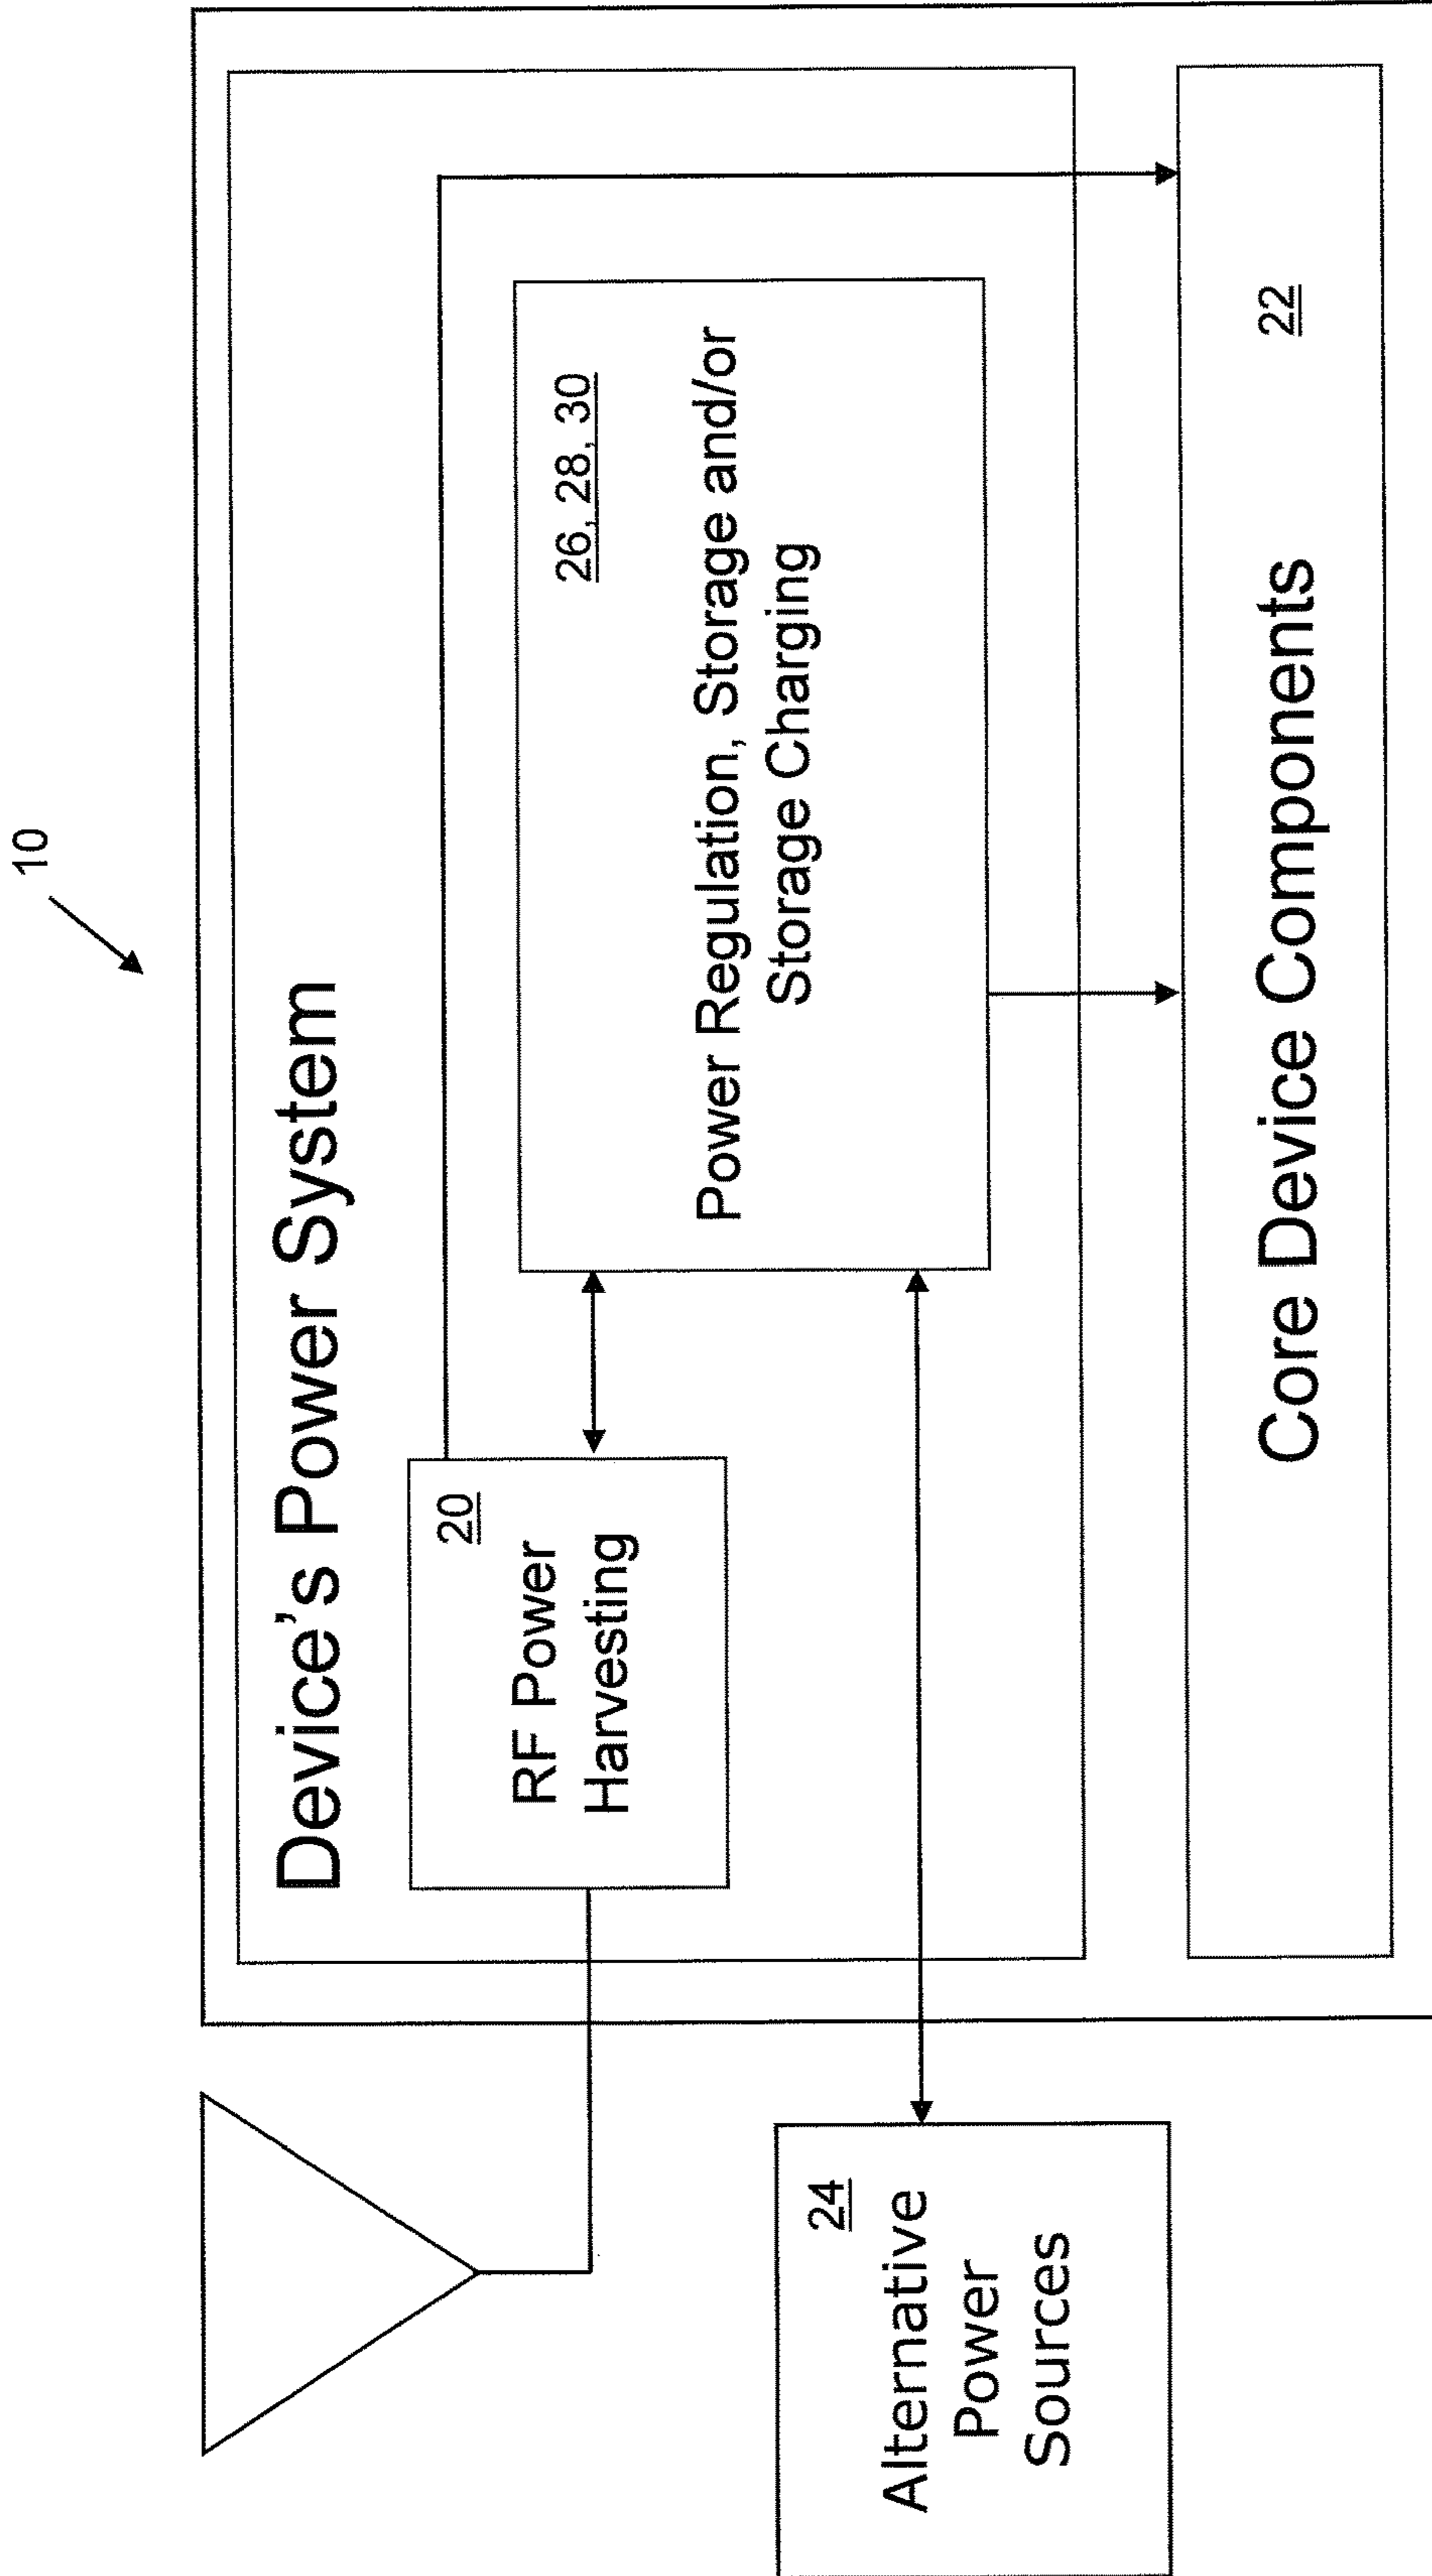 10
Device's Power System
20
RF Power
Harvesting
26, 28, 30
Power Regulation, Storage and/or
Storage Charging
24
Alternative
Power
Sources
22
Core Device Components